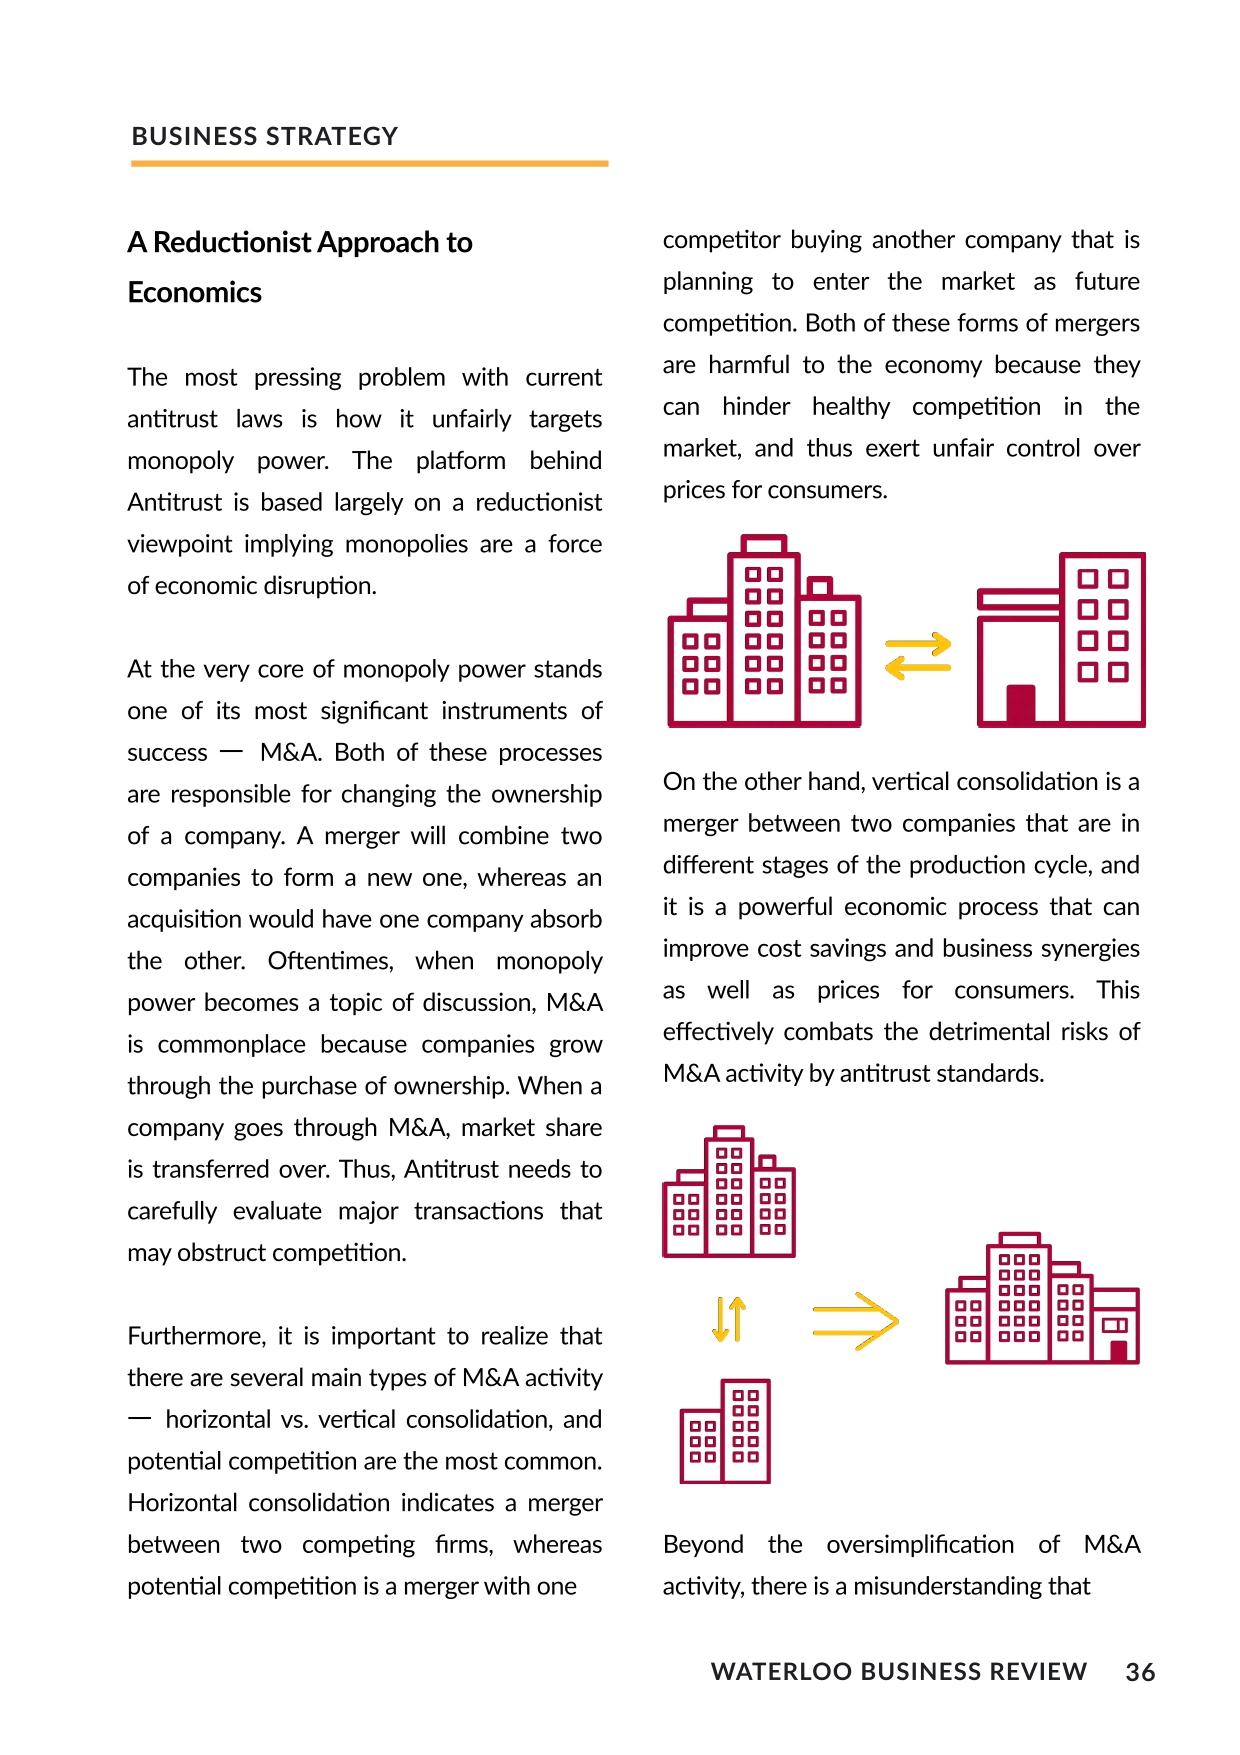 BUSINESS STRATEGY
A Reductionist Approach to
Economics
The most pressing problem with current
antitrust laws is how it unfairly targets
monopoly power. The platform behind
Antitrust is based largely on a reductionist
viewpoint implying monopolies are a force
of economic disruption.
At the very core of monopoly power stands
one of its most significant instruments of
success — M&A. Both of these processes
are responsible for changing the ownership
of a company. A merger will combine two
companies to form a new one, whereas an
acquisition would have one company absorb
the other. Oftentimes, when monopoly
power becomes a topic of discussion, M&A
is commonplace because companies grow
through the purchase of ownership. When a
company goes through M&A, market share
is transferred over. Thus, Antitrust needs to
carefully evaluate major transactions that
may obstruct competition.
Furthermore, it is important to realize that
there are several main types of M&A activity
— horizontal vs. vertical consolidation, and
potential competition are the most common.
Horizontal consolidation indicates a merger
between two competing firms, whereas
potential competition is a merger with one
competitor buying another company that is
planning to enter the market as future
competition. Both of these forms of mergers
are harmful to the economy because they
can hinder healthy competition in the
market, and thus exert unfair control over
prices for consumers.
On the other hand, vertical consolidation is a
merger between two companies that are in
different stages of the production cycle, and
it is a powerful economic process that can
improve cost savings and business synergies
as well as prices for consumers. This
effectively combats the detrimental risks of
M&A activity by antitrust standards.
Beyond the oversimplification of M&A
activity, there is a misunderstanding that
WATERLOO BUSINESS REVIEW 36